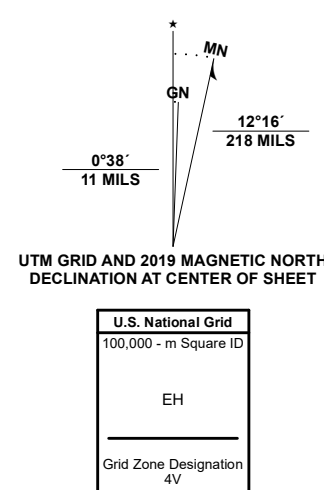 ★
MN
GN
0°38´
11 MILS
12°16´
218 MILS
UTM GRID AND 2019 MAGNETIC NORTH
DECLINATION AT CENTER OF SHEET
U.S. National Grid
100,000 - m Square ID
EH
Grid Zone Designation
4V